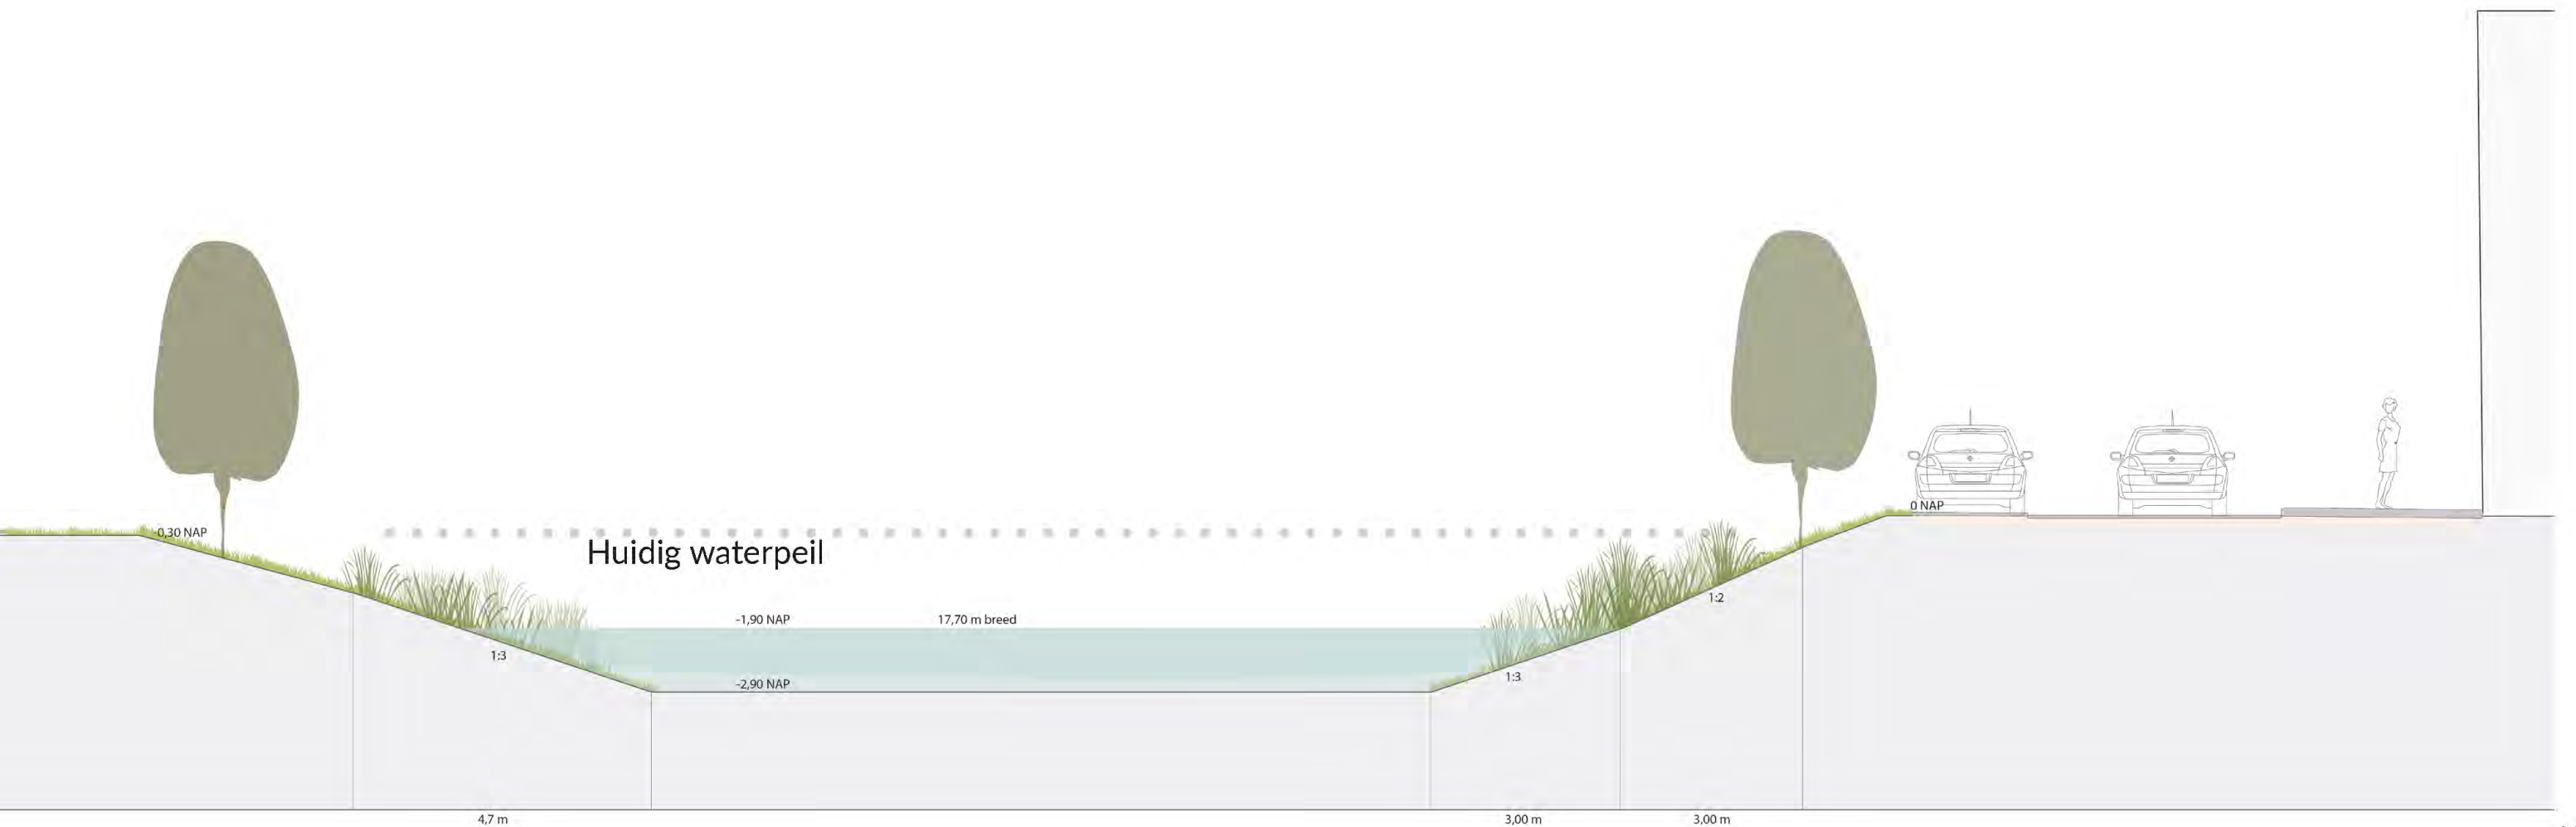 0 NAP
-0,30 NAP
Huidig waterpeil
1:2
-1,90 NAP
17,70 m breed
1:3
1:3
-2,90 NAP
4,7 m
3,00 m
3,00 m